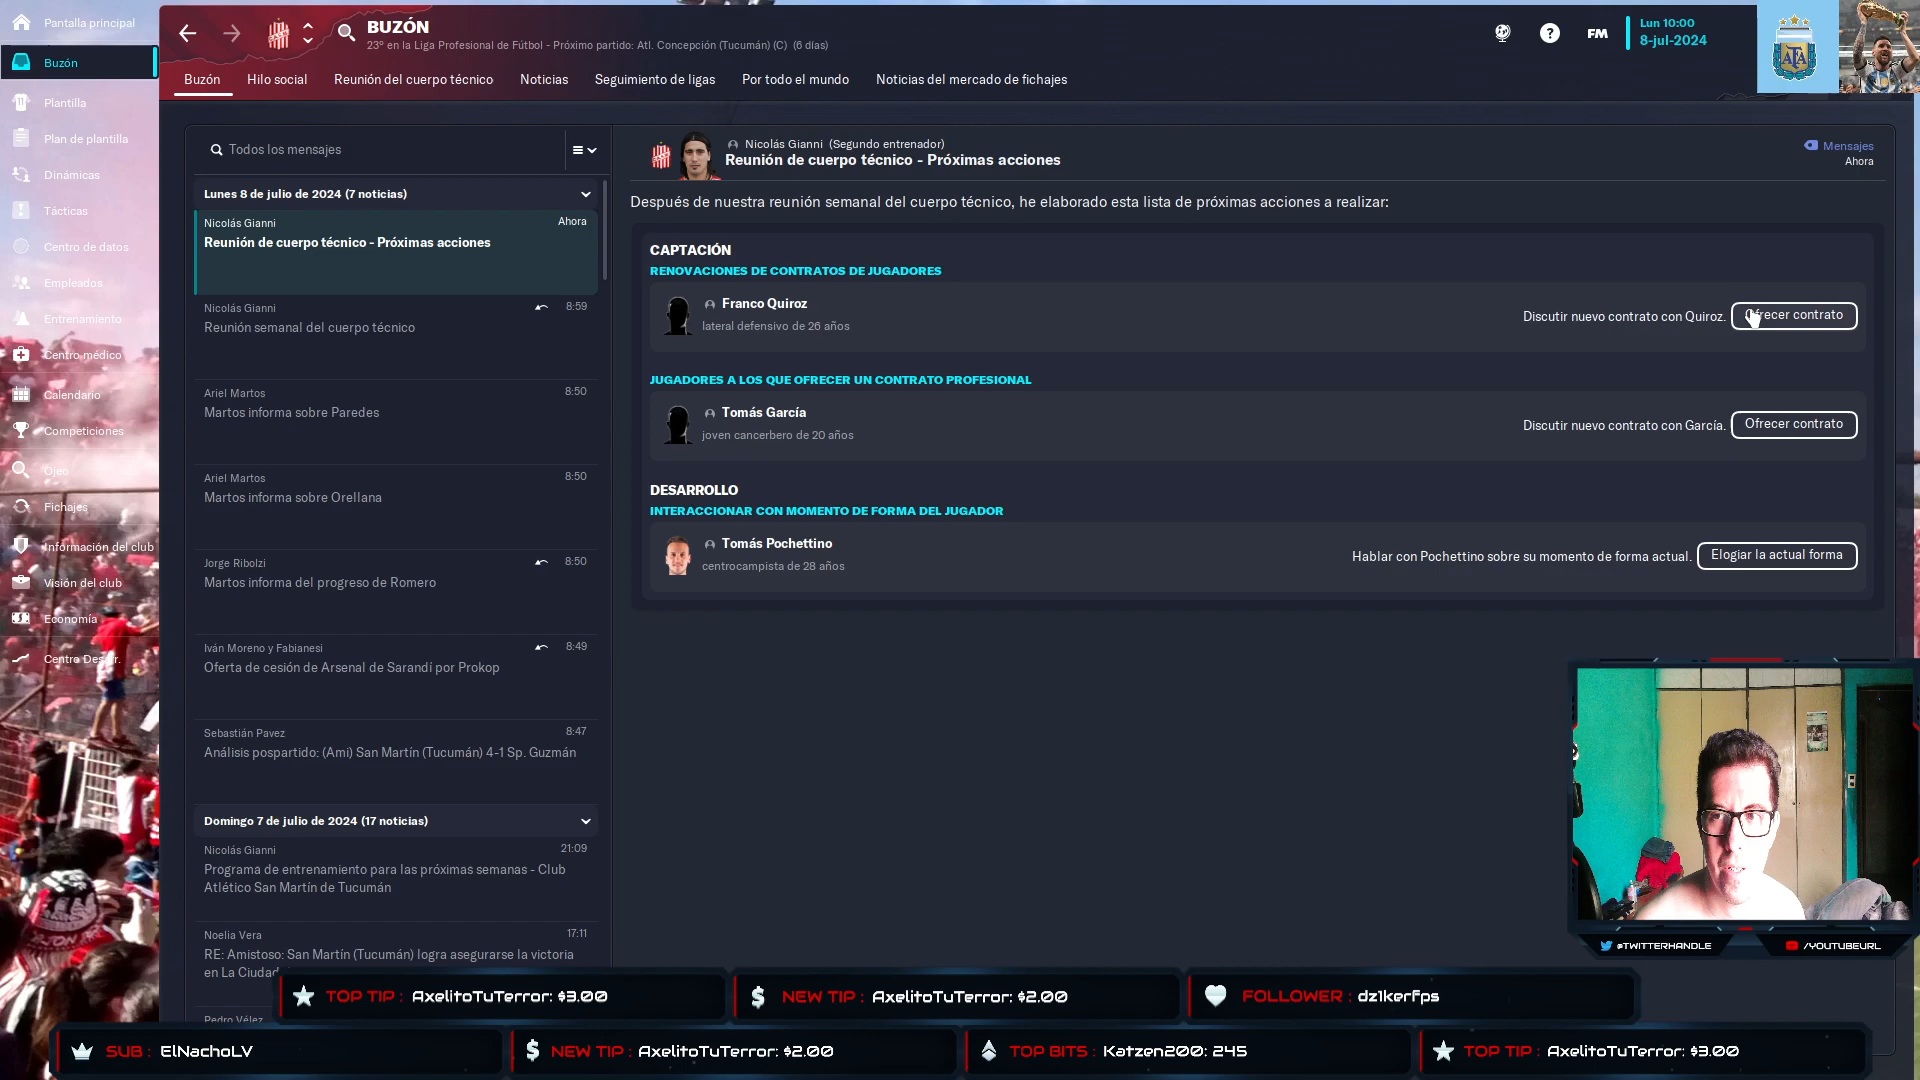 Pantalla principal
Buzón
Plantilla
Plan de plantilla
Dinámicas
Tácticas
Centro de datos
Empleados
Entrenamiento
Centro médico
Calendario
Competiciones
Ojeo
Fichajes
Información del club
Visión del club
Economía
BUZÓN
23º en la Liga Profesional de Fútbol - Próximo partido: Atl. Concepción (Tucumán) (C) (6 días)
FM
Lun 10:00
8-jul-2024
AFA
Buzón
Hilo social
Reunión del cuerpo técnico
Noticias
Seguimiento de ligas
Por todo el mundo
Noticias del mercado de fichajes
Todos los mensajes
Lunes 8 de julio de 2024 (7 noticias)
Nicolás Gianni Ahora
Reunión de cuerpo técnico - Próximas acciones
Nicolás Gianni 8:59
Reunión semanal del cuerpo técnico
Ariel Martos 8:50
Martos informa sobre Paredes
Ariel Martos 8:50
Martos informa sobre Orellana
Jorge Ribolzi 8:50
Martos informa del progreso de Romero
Iván Moreno y Fabianesi 8:49
Oferta de cesión de Arsenal de Sarandí por Prokop
Sebastián Pavez 8:47
Análisis pospartido: (Ami) San Martín (Tucumán) 4-1 Sp. Guzmán
Domingo 7 de julio de 2024 (17 noticias)
Nicolás Gianni 21:09
Programa de entrenamiento para las próximas semanas - Club
Atlético San Martín de Tucumán
Noelia Vera 17:11
RE: Amistoso: San Martín (Tucumán) logra asegurarse la victoria
en La Ciudad
Pedro Vélez
Nicolás Gianni (Segundo entrenador)
Reunión de cuerpo técnico - Próximas acciones
Mensajes
Ahora
Después de nuestra reunión semanal del cuerpo técnico, he elaborado esta lista de próximas acciones a realizar:
CAPTACIÓN
RENOVACIONES DE CONTRATOS DE JUGADORES
Franco Quiroz
lateral defensivo de 26 años
Discutir nuevo contrato con Quiroz. Ofrecer contrato
JUGADORES A LOS QUE OFRECER UN CONTRATO PROFESIONAL
Tomás García
joven cancerbero de 20 años
Discutir nuevo contrato con García. Ofrecer contrato
DESARROLLO
INTERACCIONAR CON MOMENTO DE FORMA DEL JUGADOR
Tomás Pochettino
centrocampista de 28 años
Hablar con Pochettino sobre su momento de forma actual. Elogiar la actual forma
@TWITTERHANDLE
/YOUTUBEURL
TOP TIP : AxelitoTuTerror: $3.00
NEW TIP : AxelitoTuTerror: $2.00
FOLLOWER : dz1kerfps
SUB : ElNachoLV
NEW TIP : AxelitoTuTerror: $2.00
TOP BITS : Katzen200: 245
TOP TIP : AxelitoTuTerror: $3.00